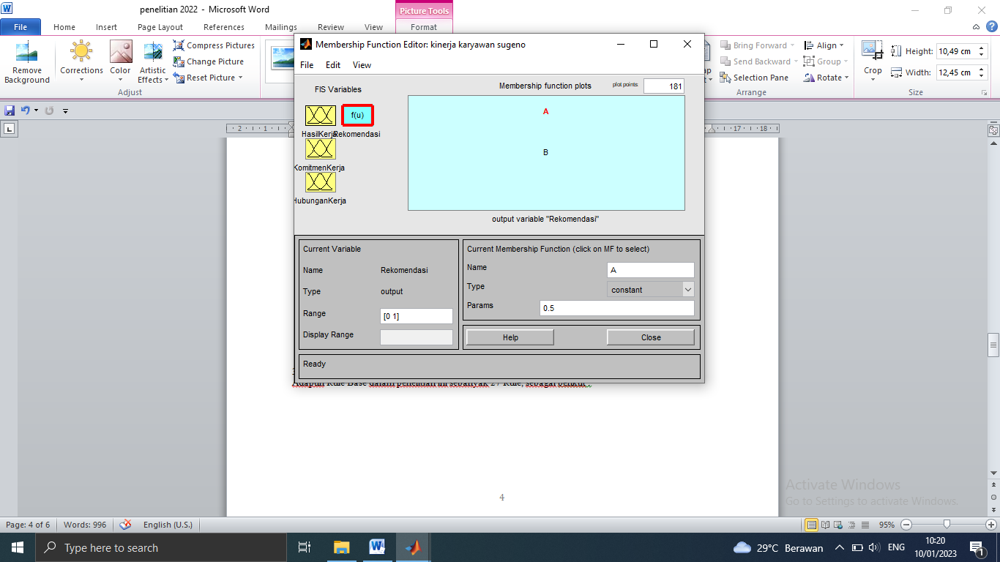 penelitian 2022 - Microsoft Word
Picture Tools
File Home Insert Page Layout References Mailings Review View Format
Remove Background
Corrections
Color
Artistic Effects
Compress Pictures
Change Picture
Reset Picture
Adjust
Bring Forward
Send Backward
Selection Pane
Align
Group
Rotate
Arrange
Crop
Height: 10,49 cm
Width: 12,45 cm
Size
Membership Function Editor: kinerja karyawan sugeno
File Edit View
FIS Variables
f(u)
HasilKerja
Rekomendasi
KomitmenKerja
HubunganKerja
Membership function plots
plot points:
181
A
B
output variable "Rekomendasi"
Current Variable
Name Rekomendasi
Type output
Range [0 1]
Display Range
Current Membership Function (click on MF to select)
Name A
Type constant
Params 0.5
Help
Close
Ready
2 1 1 17 18
Adapun Rule Base dalam penelitian ini sebanyak 27 Rule, sebagai berikut :
4
Activate Windows
Go to Settings to activate Windows.
Page: 4 of 6 Words: 996 English (U.S.) 95%
Type here to search
29°C Berawan
ENG
10:20
10/01/2023
1